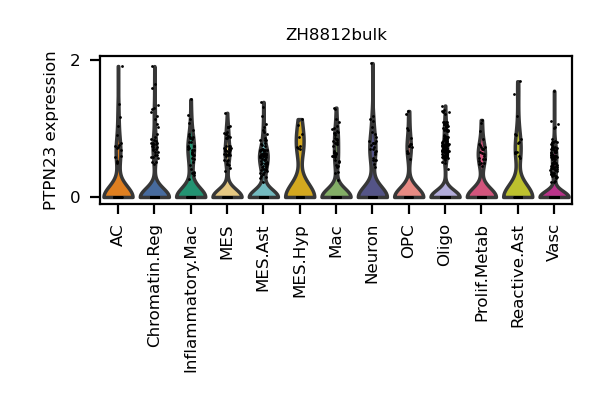 ZH8812bulk
PTPN23 expression
2
0
AC
Chromatin.Reg
Inflammatory.Mac
MES
MES.Ast
MES.Hyp
Mac
Neuron
OPC
Oligo
Prolif.Metab
Reactive.Ast
Vasc